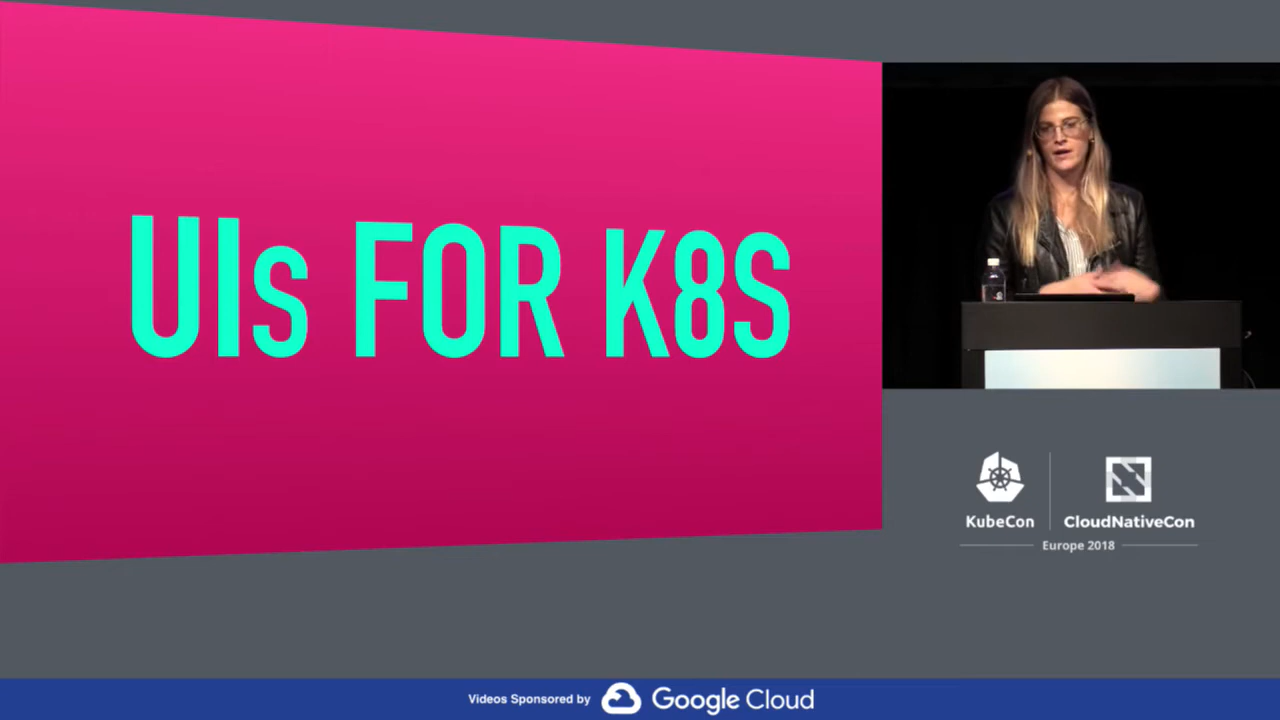 UIs FOR K8S
KubeCon
CloudNativeCon
Europe 2018
Videos Sponsored by
Google Cloud